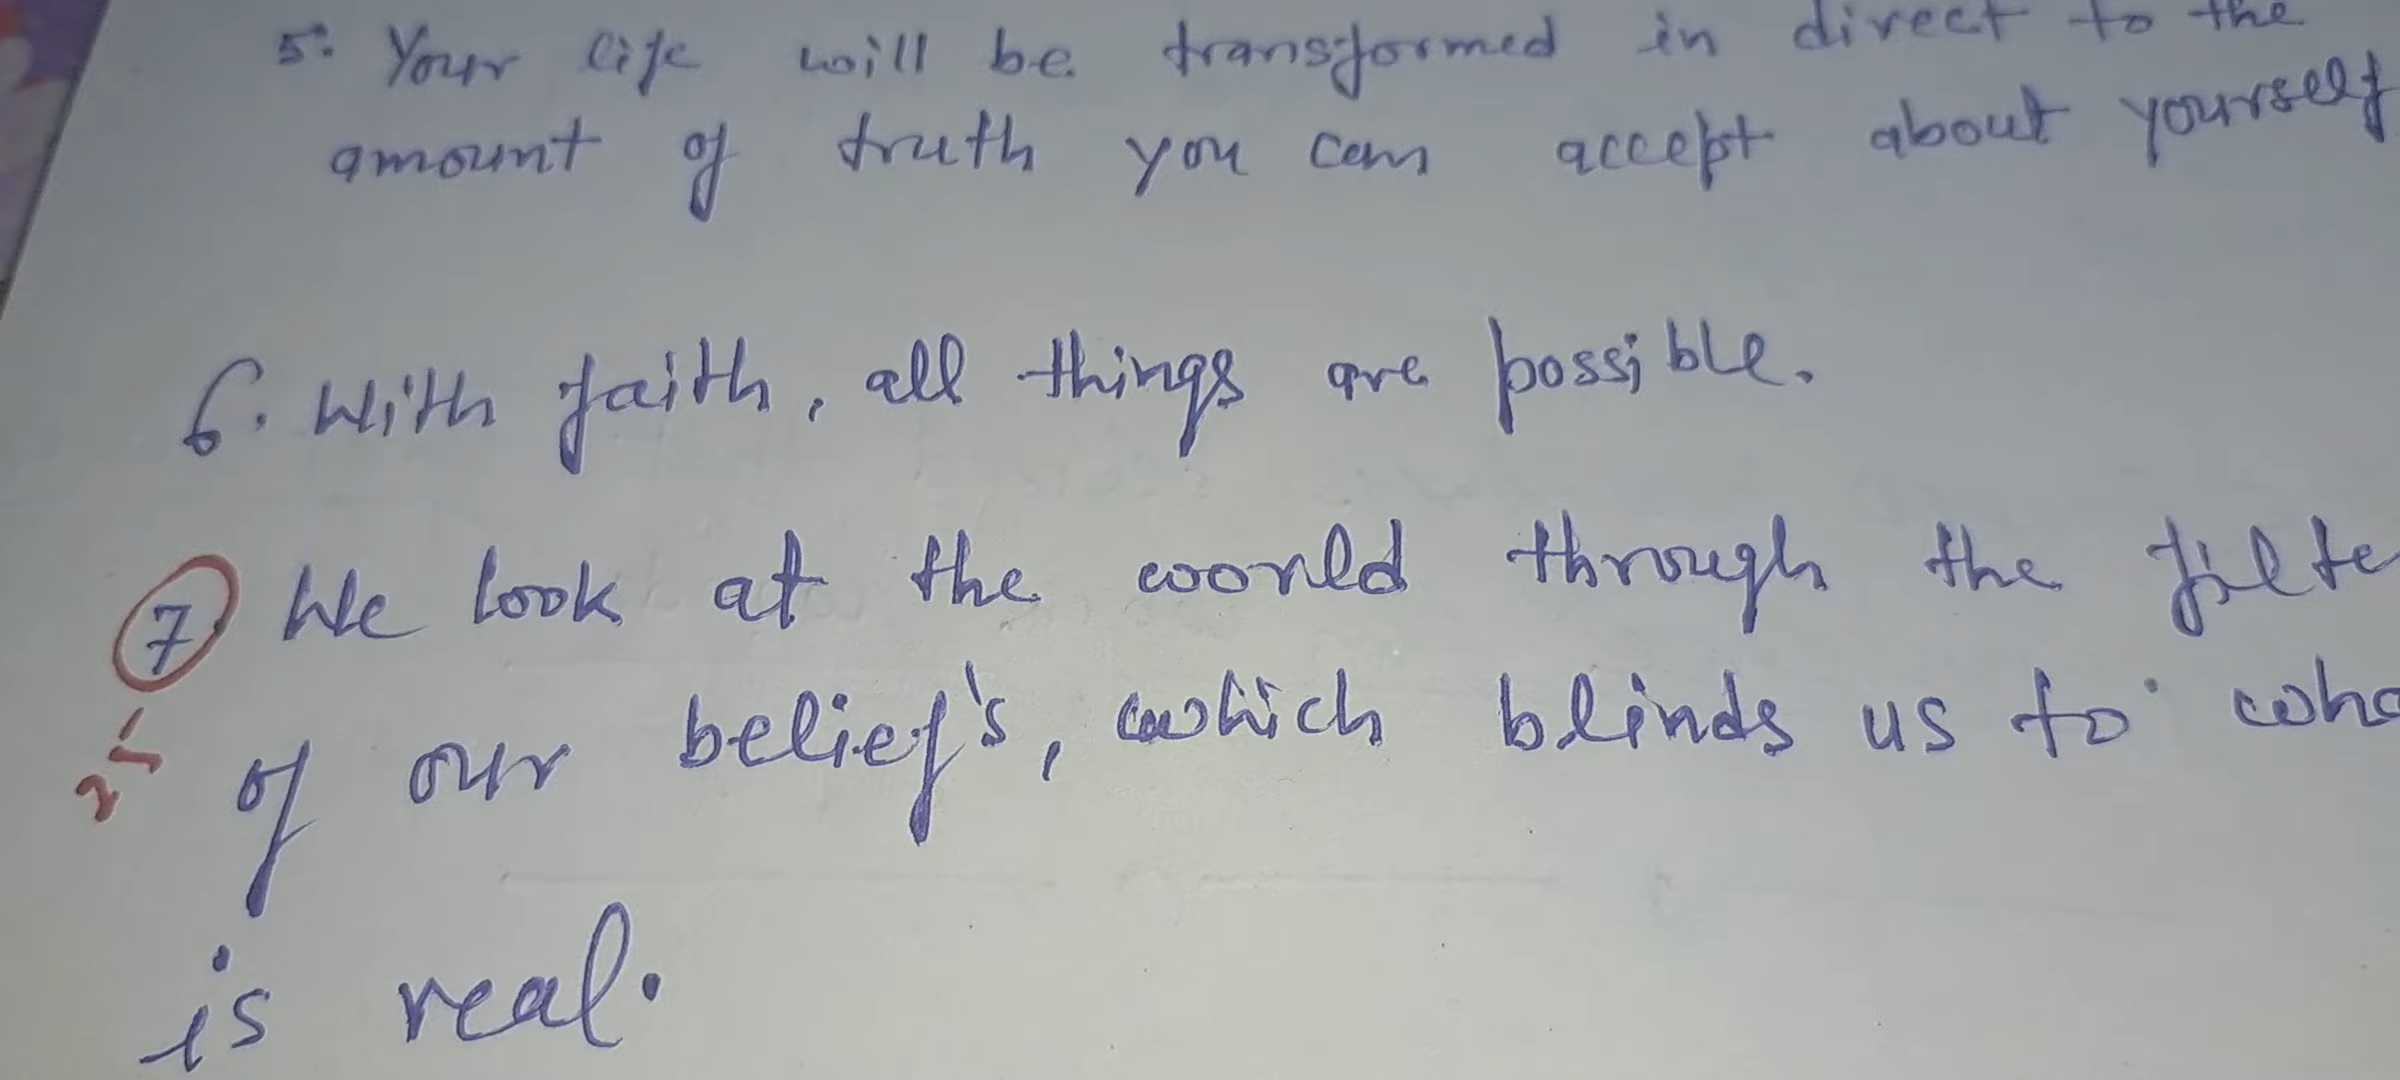 5. Your life will be transformed in direct to the
amount of truth you can accept about yourself
6. With faith, all things are possible.
7 We look at the world through the filte
of our belief's, which blinds us to wha
is real.